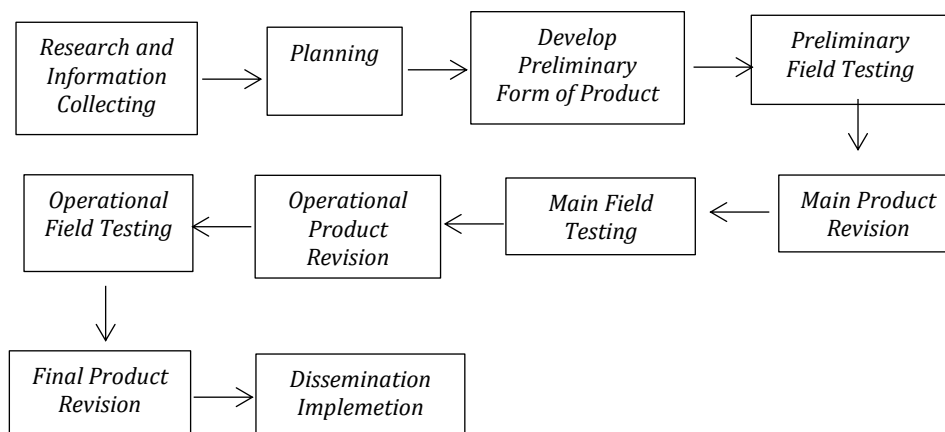 Research and
Information
Collecting
Planning
Develop
Preliminary
Form of Product
Preliminary
Field Testing
Main Product
Revision
Main Field
Testing
Operational
Product
Revision
Operational
Field Testing
Final Product
Revision
Dissemination
Implemetion